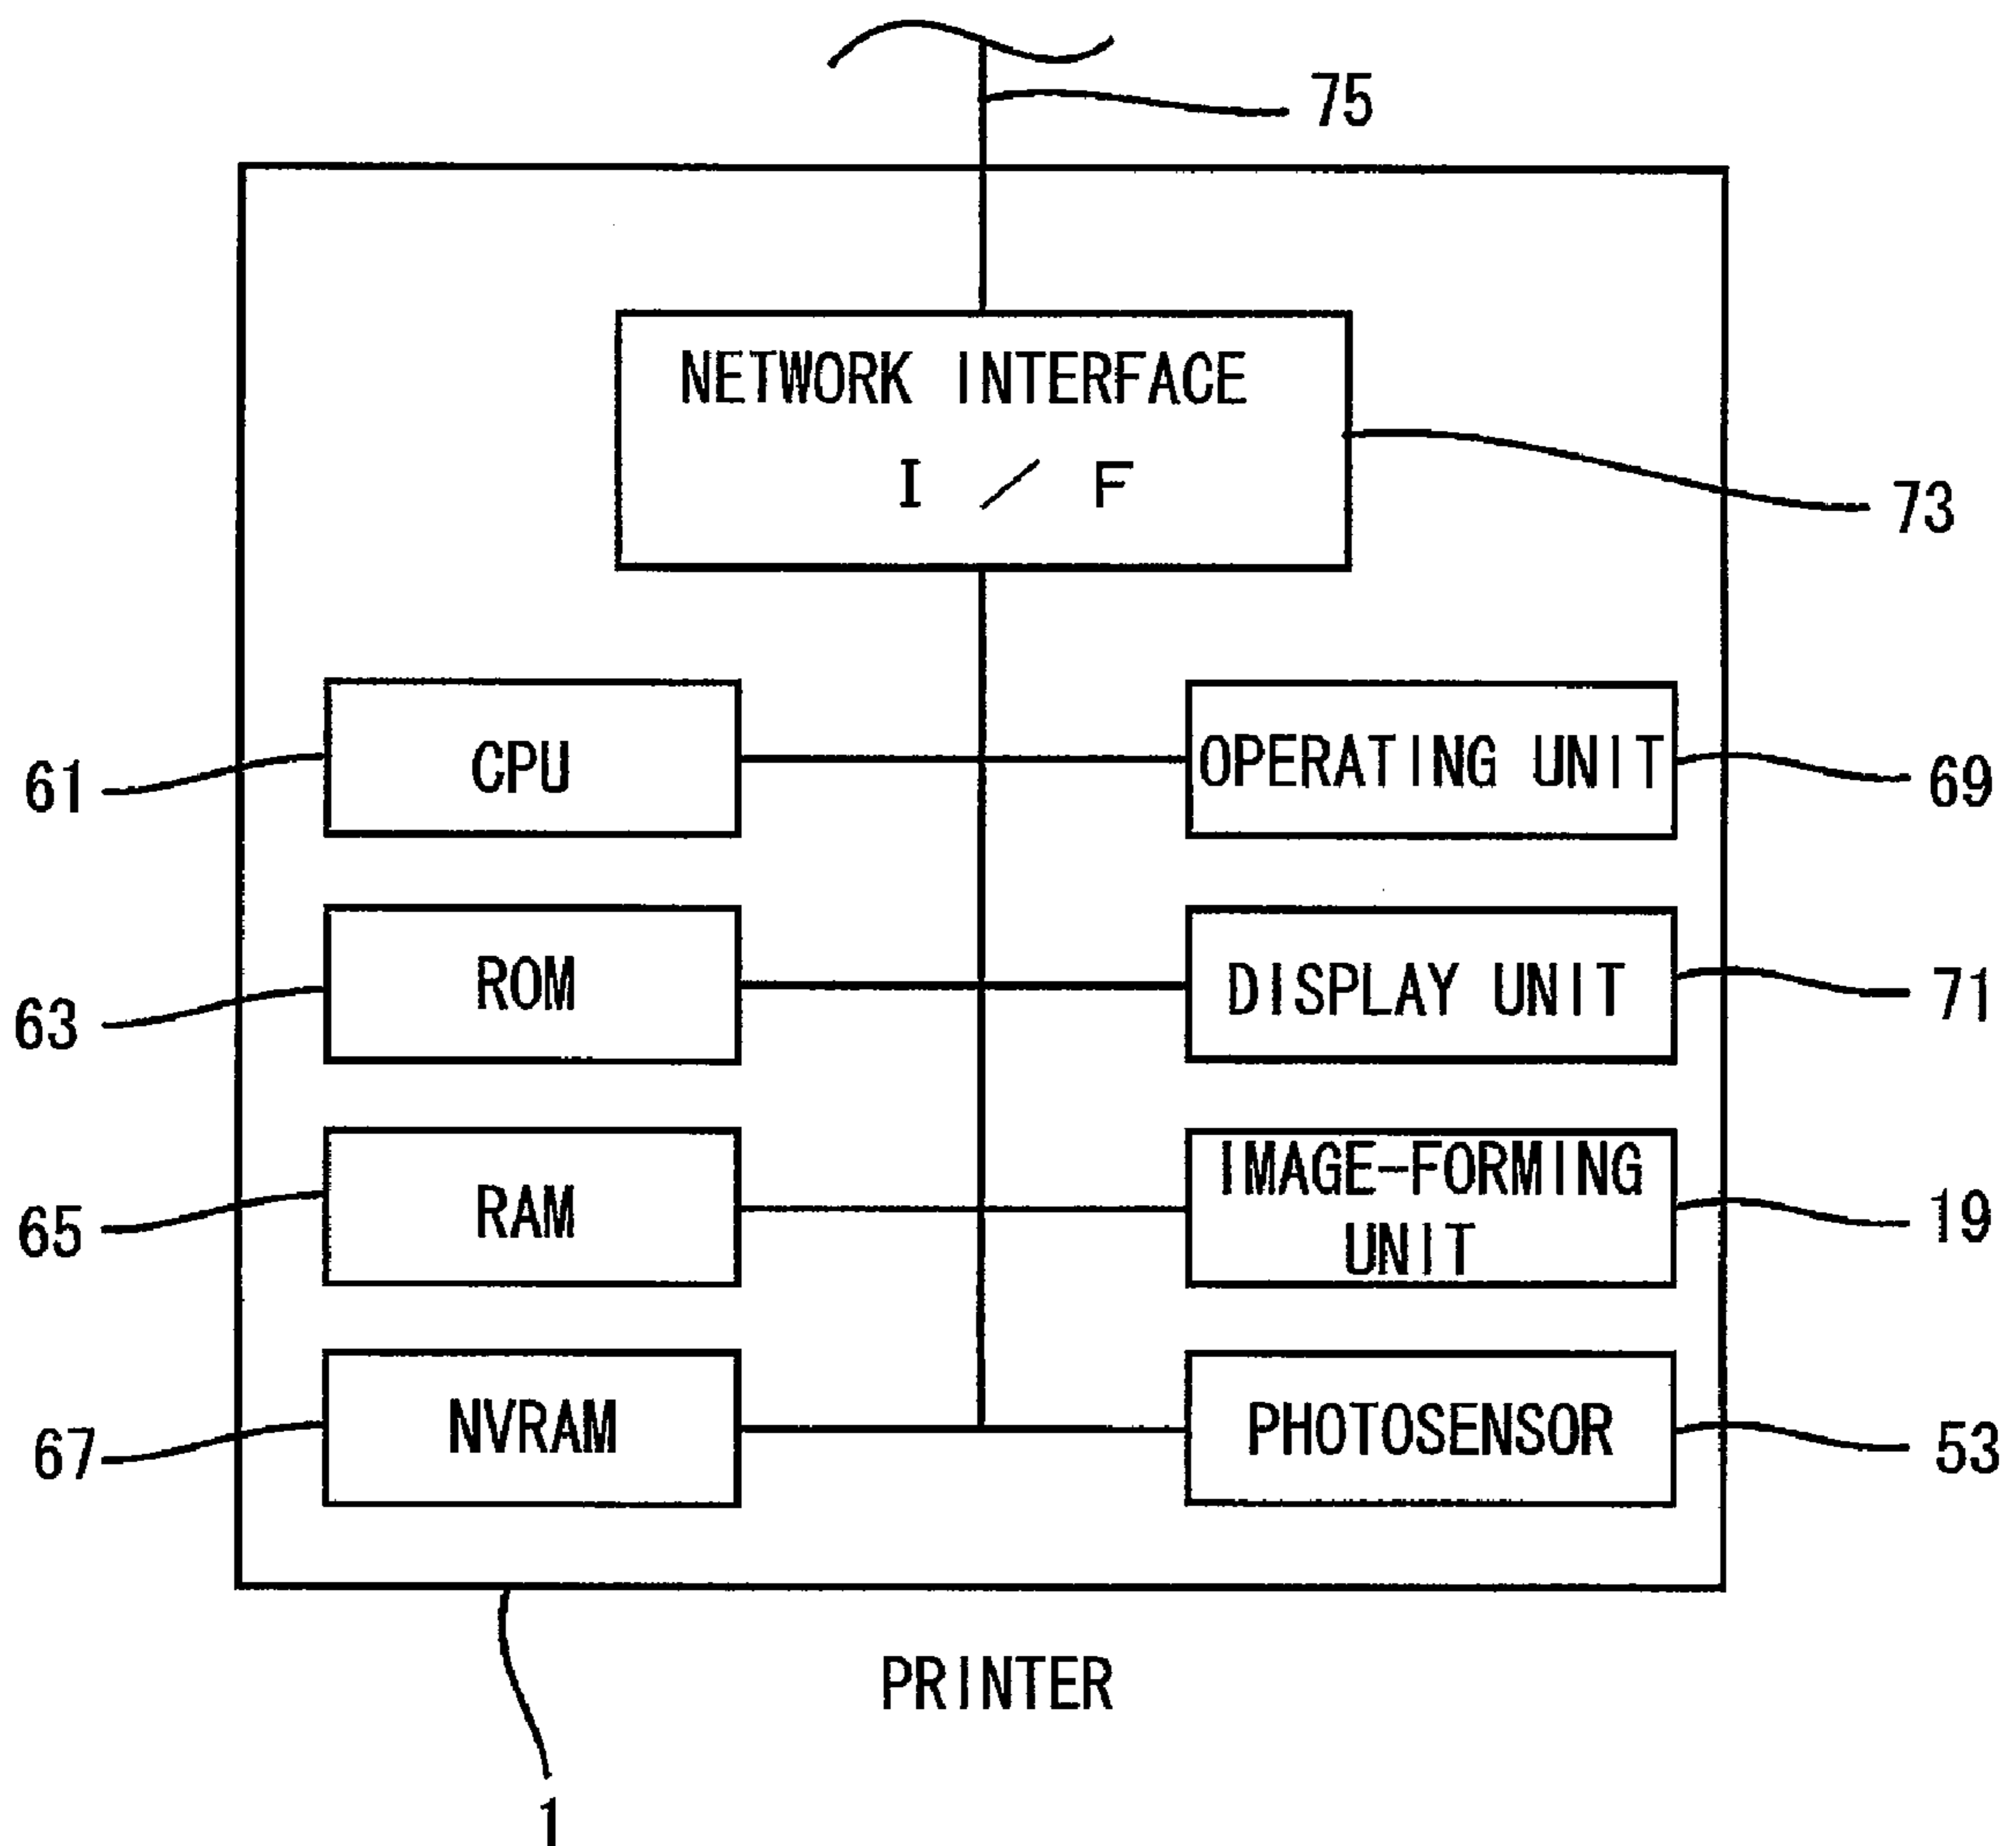 75
NETWORK INTERFACE
I / F
73
61
CPU
OPERATING UNIT
69
63
ROM
DISPLAY UNIT
71
65
RAM
IMAGE-FORMING
UNIT
19
67
NVRAM
PHOTOSENSOR
53
PRINTER
1